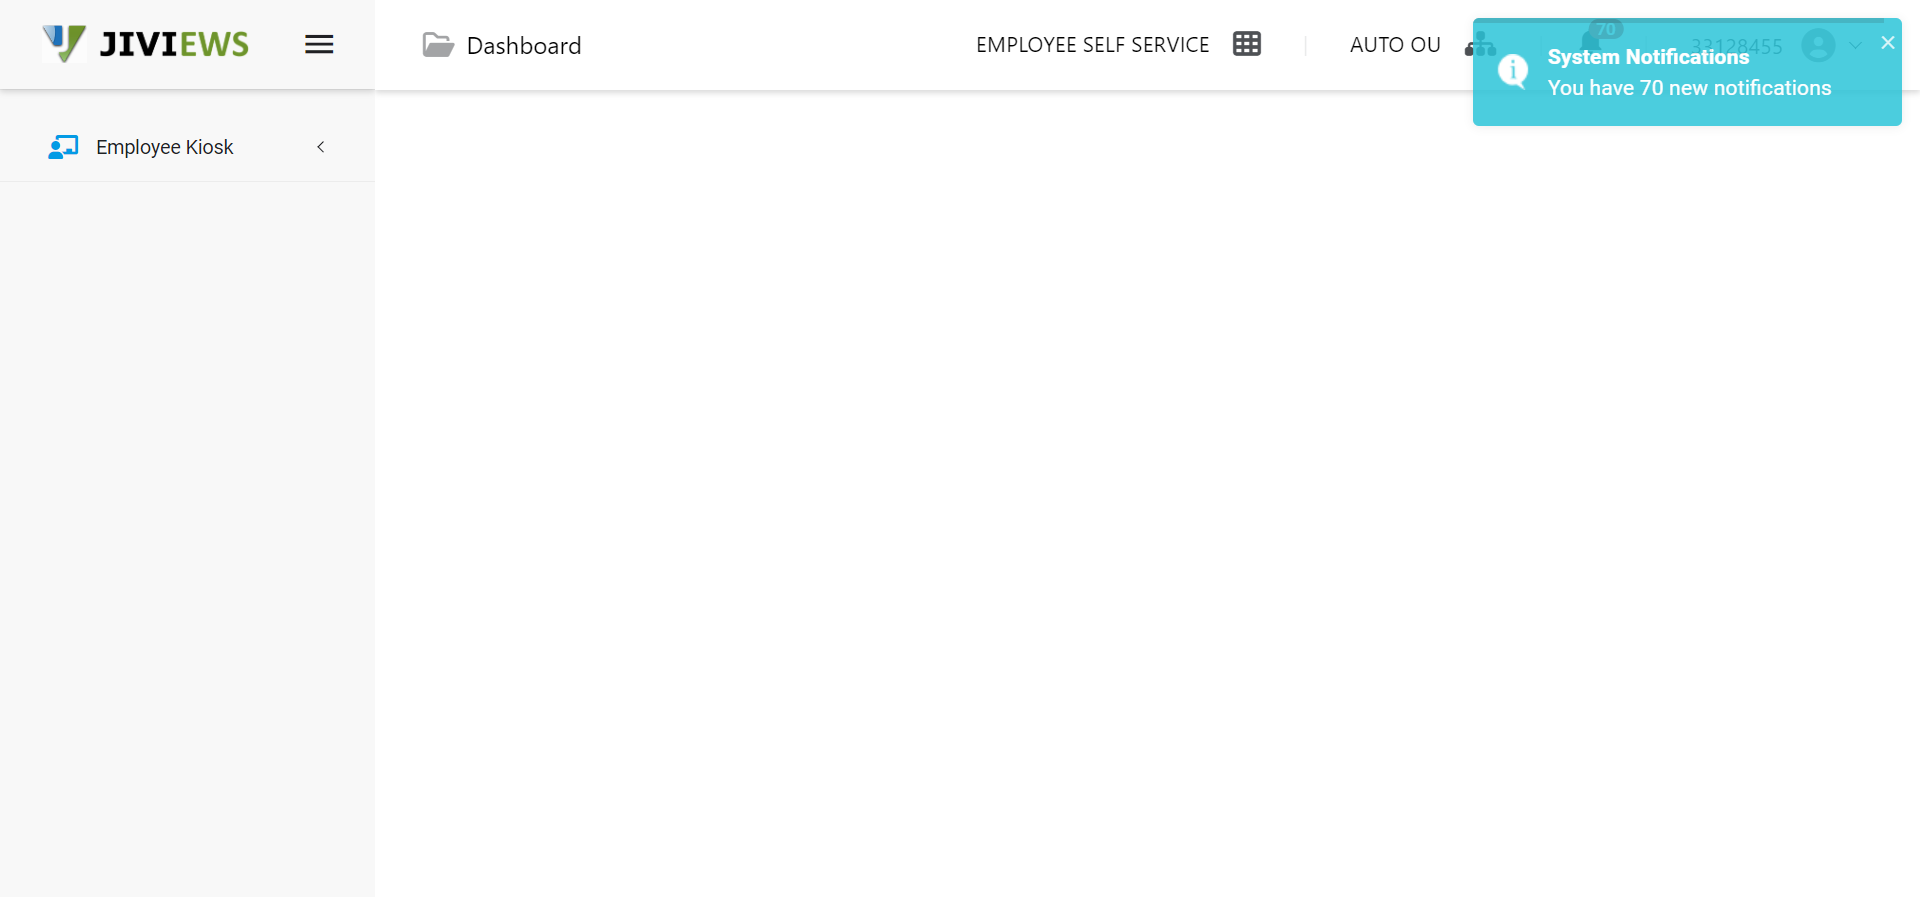 JIVIEWS
Dashboard
EMPLOYEE SELF SERVICE
AUTO OU
70
33128455
System Notifications
You have 70 new notifications
Employee Kiosk